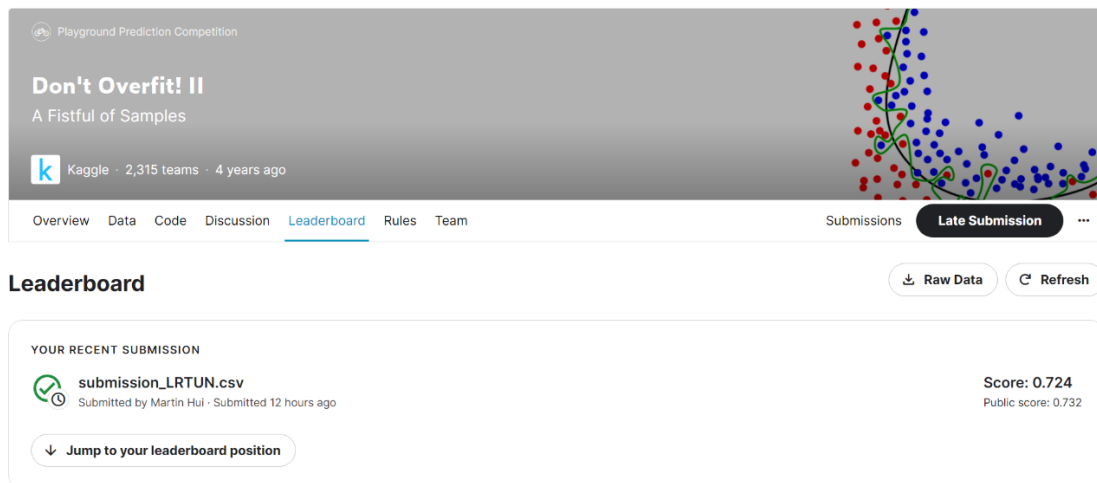 Playground Prediction Competition
Don't Overfit! II
A Fistful of Samples
k Kaggle · 2,315 teams · 4 years ago
Overview Data Code Discussion Leaderboard Rules Team Submissions Late Submission ···
Leaderboard Raw Data Refresh
YOUR RECENT SUBMISSION
submission_LRTUN.csv Score: 0.724
Submitted by Martin Hui · Submitted 12 hours ago Public score: 0.732
Jump to your leaderboard position